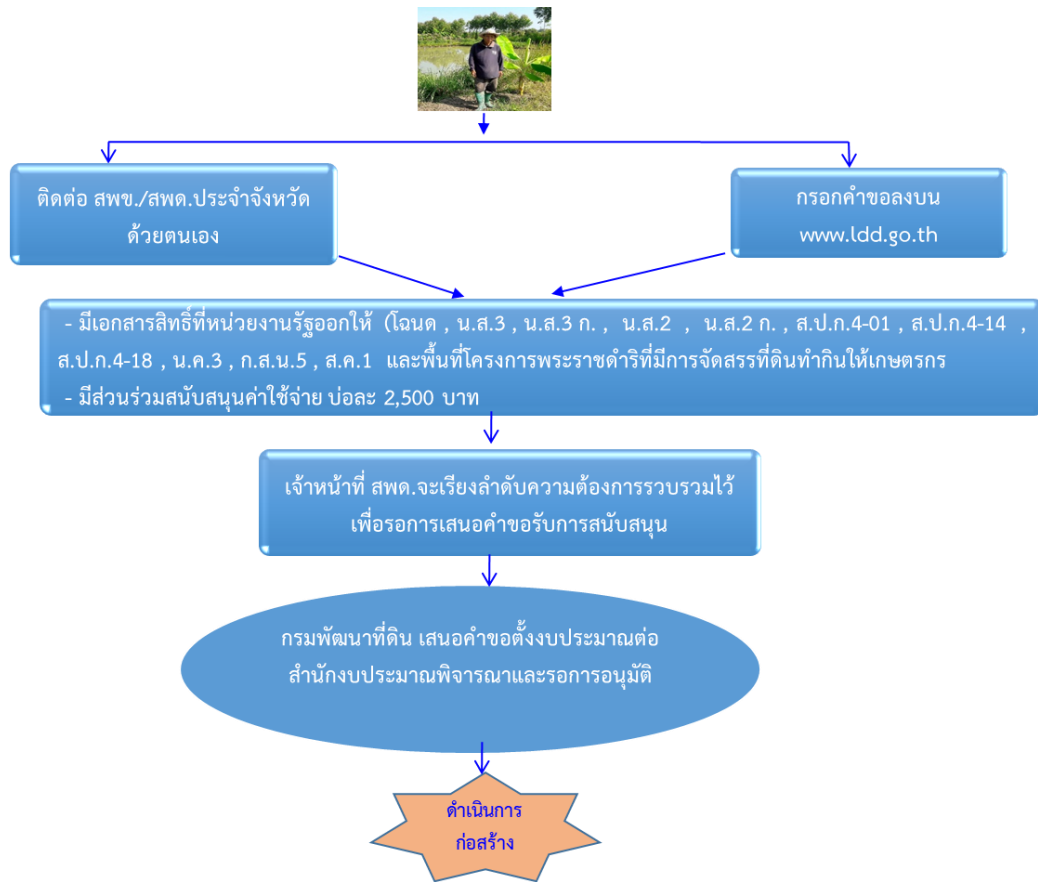 ติดต่อ สพข./สพด.ประจำจังหวัด
ด้วยตนเอง
กรอกคำขอลงบน
www.ldd.go.th
- มีเอกสารสิทธิ์ที่หน่วยงานรัฐออกให้ (โฉนด , น.ส.3 , น.ส.3 ก. , น.ส.2 , น.ส.2 ก. , ส.ป.ก.4-01 , ส.ป.ก.4-14 ,
ส.ป.ก.4-18 , น.ค.3 , ก.ส.น.5 , ส.ค.1 และพื้นที่โครงการพระราชดำริที่มีการจัดสรรที่ดินทำกินให้เกษตรกร
- มีส่วนร่วมสนับสนุนค่าใช้จ่าย บ่อละ 2,500 บาท
เจ้าหน้าที่ สพด.จะเรียงลำดับความต้องการรวบรวมไว้
เพื่อรอการเสนอคำขอรับการสนับสนุน
กรมพัฒนาที่ดิน เสนอคำขอตั้งงบประมาณต่อ
สำนักงบประมาณพิจารณาและรอการอนุมัติ
ดำเนินการ
ก่อสร้าง